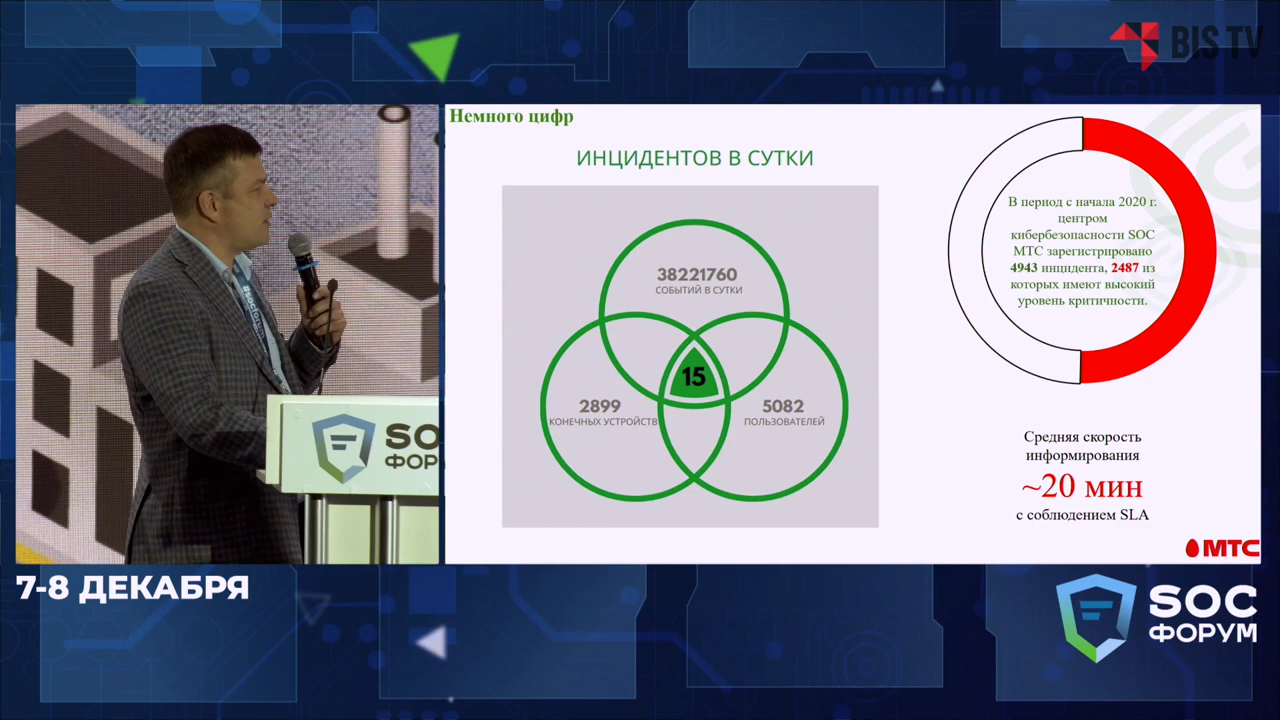 BIS TV
Немного цифр
ИНЦИДЕНТОВ В СУТКИ
38221760
СОБЫТИЙ В СУТКИ
15
2899
КОНЕЧНЫХ УСТРОЙСТВ
5082
ПОЛЬЗОВАТЕЛЕЙ
В период с начала 2020 г.
центром
кибербезопасности SOC
МТС зарегистрировано
4943 инцидента, 2487 из
которых имеют высокий
уровень критичности.
Средняя скорость
информирования
~20 мин
с соблюдением SLA
МТС
#socforum
SOC
ФОР
7-8 ДЕКАБРЯ
SOC
ФОРУМ